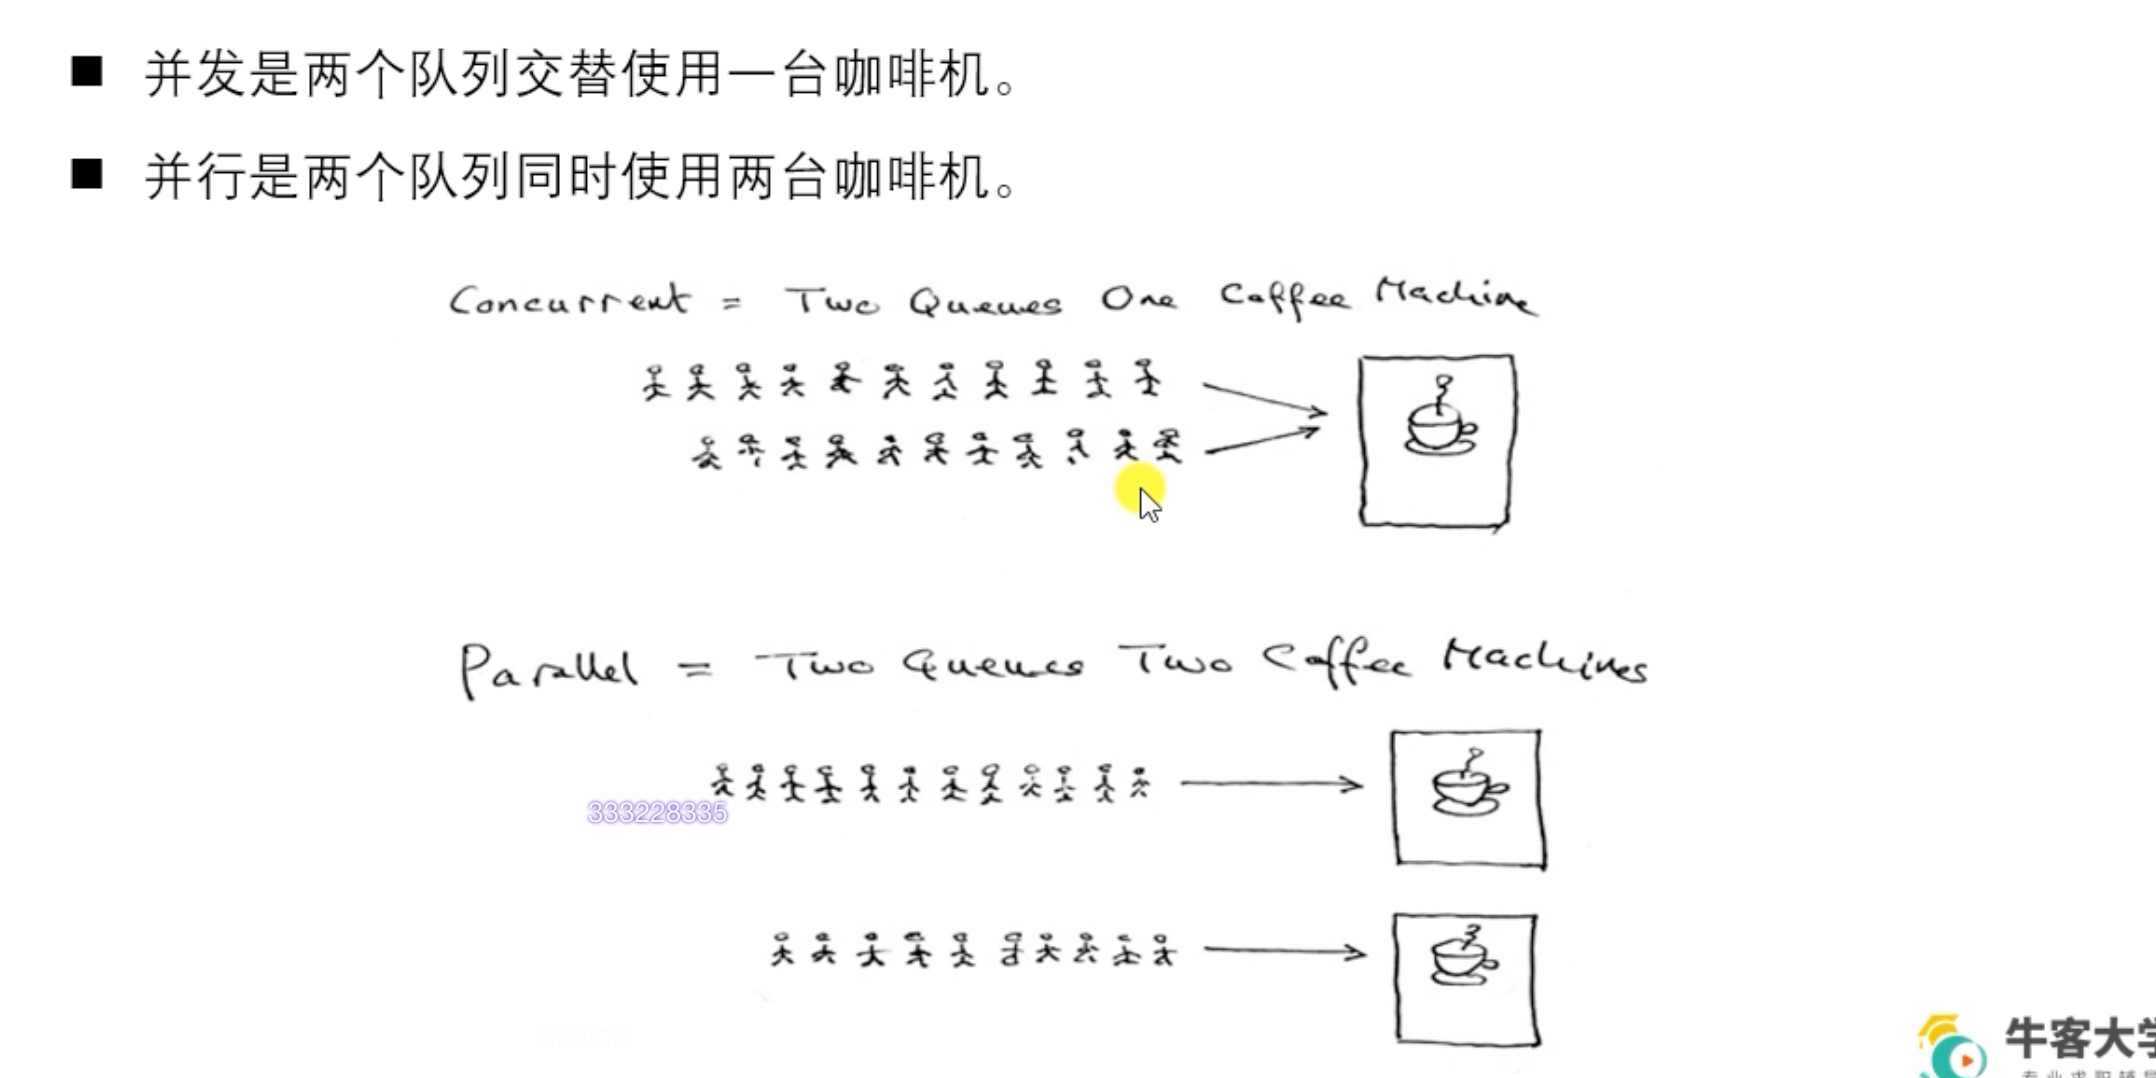 ■ 并发是两个队列交替使用一台咖啡机。
■ 并行是两个队列同时使用两台咖啡机。
Concurrent = Two Queues One Coffee Machine
Parallel = Two Queues Two Coffee Machines
333228335
牛客大学